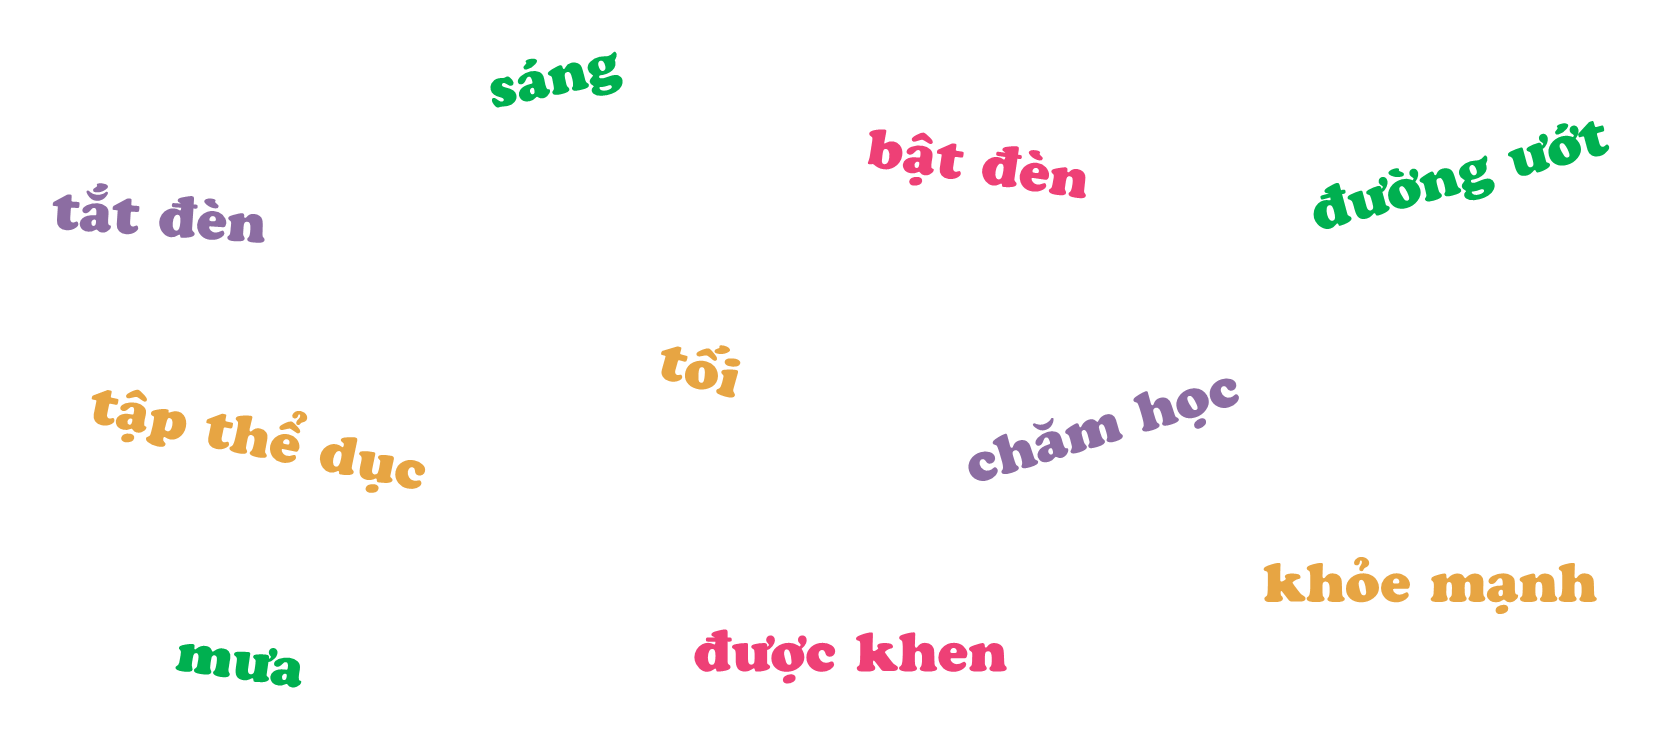 sáng
bật đèn
đường ướt
tắt đèn
tối
tập thể dục
chăm học
khỏe mạnh
mưa
được khen